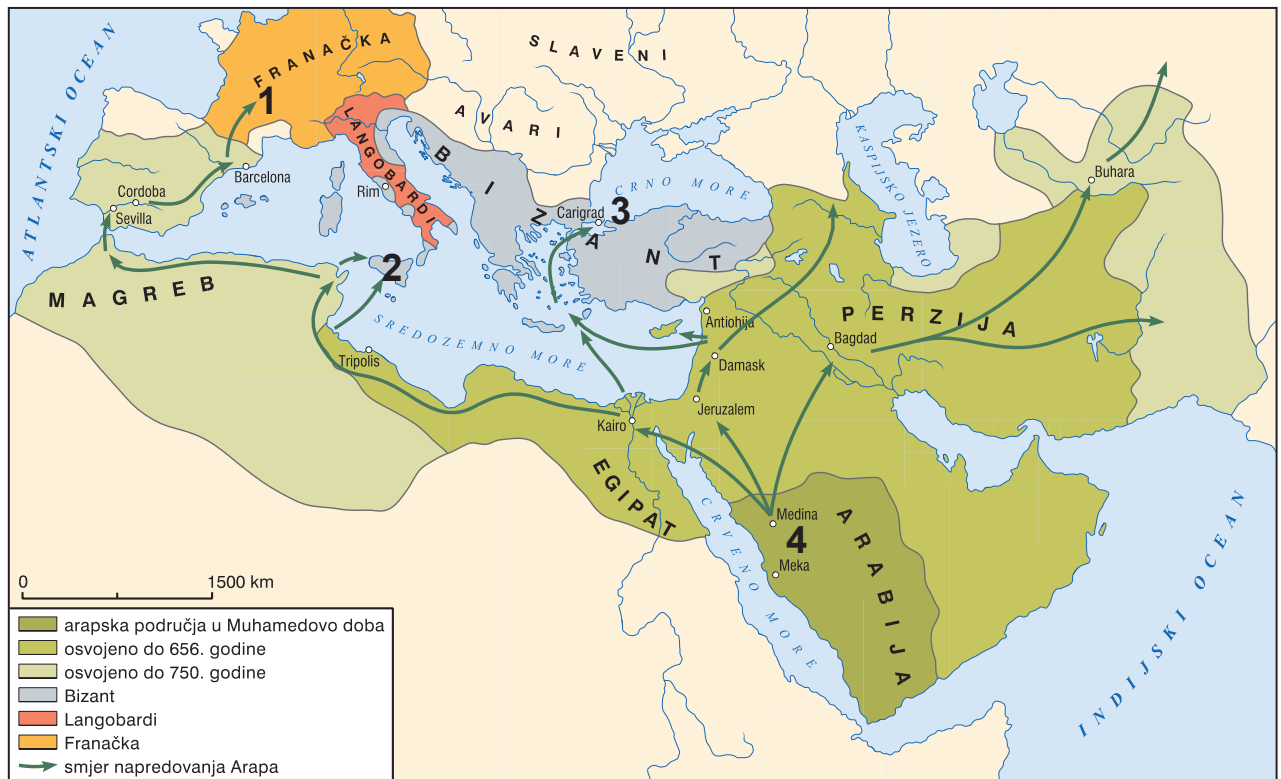 ATLANTSKI OCEAN
FRANAČKA
1
SLAVENI
AVARI
LANGOBARDI
BIZANT
Rim
Barcelona
Cordoba
Sevilla
MAGREB
2
Carigrad
3
CRNO MORE
KASPIJSKO JEZERO
Buhara
SREDOZEMNO MORE
Tripolis
Antiohija
Damask
Jeruzalem
Kairo
EGIPAT
PERZIJA
Bagdad
CRVENO MORE
Medina
4
Meka
ARABIJA
INDIJSKI OCEAN
0 1500 km
arapska područja u Muhamedovo doba
osvojeno do 656. godine
osvojeno do 750. godine
Bizant
Langobardi
Franačka
smjer napredovanja Arapa